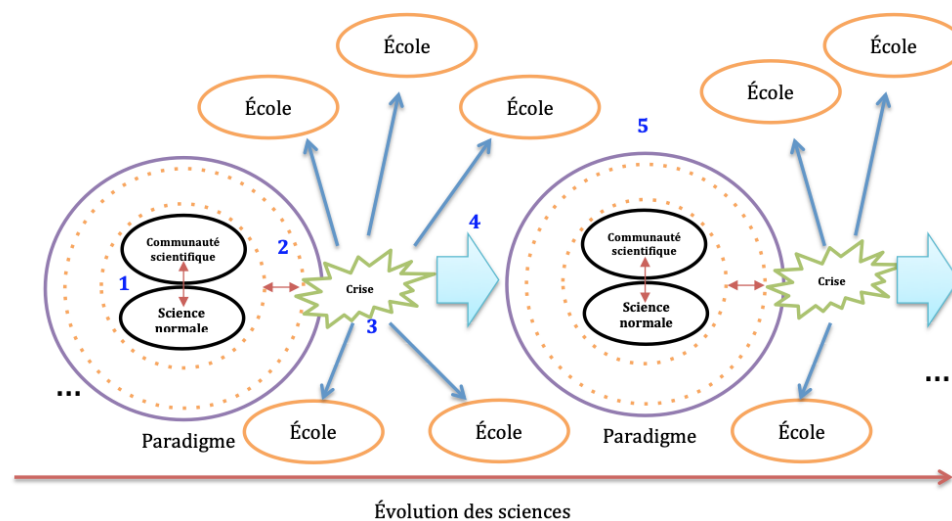 École
École
École
École
École
5
Communauté
scientifique
1
2
Science
normale
Crise
3
4
Communauté
scientifique
Science
normale
Crise
...
...
Paradigme
École
École
Paradigme
École
Évolution des sciences